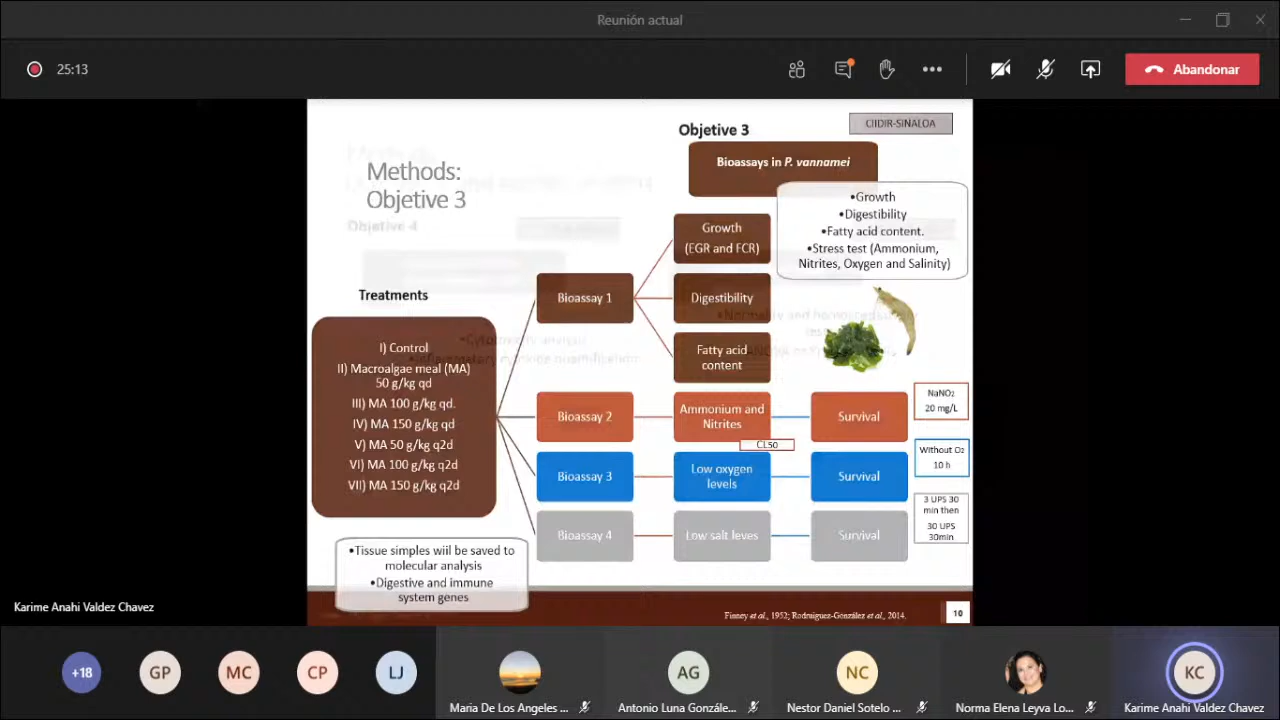 Reunión actual
25:13
Abandonar
Objetive 3
CIIDIR-SINALOA
Bioassays in P. vannamei
Methods:
Objetive 3
•Growth
•Digestibility
•Fatty acid content.
•Stress test (Ammonium,
Nitrites, Oxygen and Salinity)
Objetive 4
Growth
(EGR and FCR)
Treatments
Bioassay 1
Digestibility
Fatty acid
content
I) Control
II) Macroalgae meal (MA)
50 g/kg qd
III) MA 100 g/kg qd.
IV) MA 150 g/kg qd
V) MA 50 g/kg q2d
VI) MA 100 g/kg q2d
VII) MA 150 g/kg q2d
Bioassay 2
Ammonium and
Nitrites
Survival
NaNO₂
20 mg/L
CL50
Bioassay 3
Low oxygen
levels
Survival
Without O₂
10 h
Bioassay 4
Low salt leves
Survival
3 UPS 30
min then
30 UPS
30min
•Tissue simples wiil be saved to
molecular analysis
•Digestive and immune
system genes
Finney et al., 1952; Rodruiguez-González et al., 2014.
10
Karime Anahi Valdez Chavez
+18
GP
MC
CP
LJ
AG
NC
KC
Maria De Los Angeles ...
Antonio Luna Gonzále...
Nestor Daniel Sotelo ...
Norma Elena Leyva Lo...
Karime Anahi Valdez Chavez